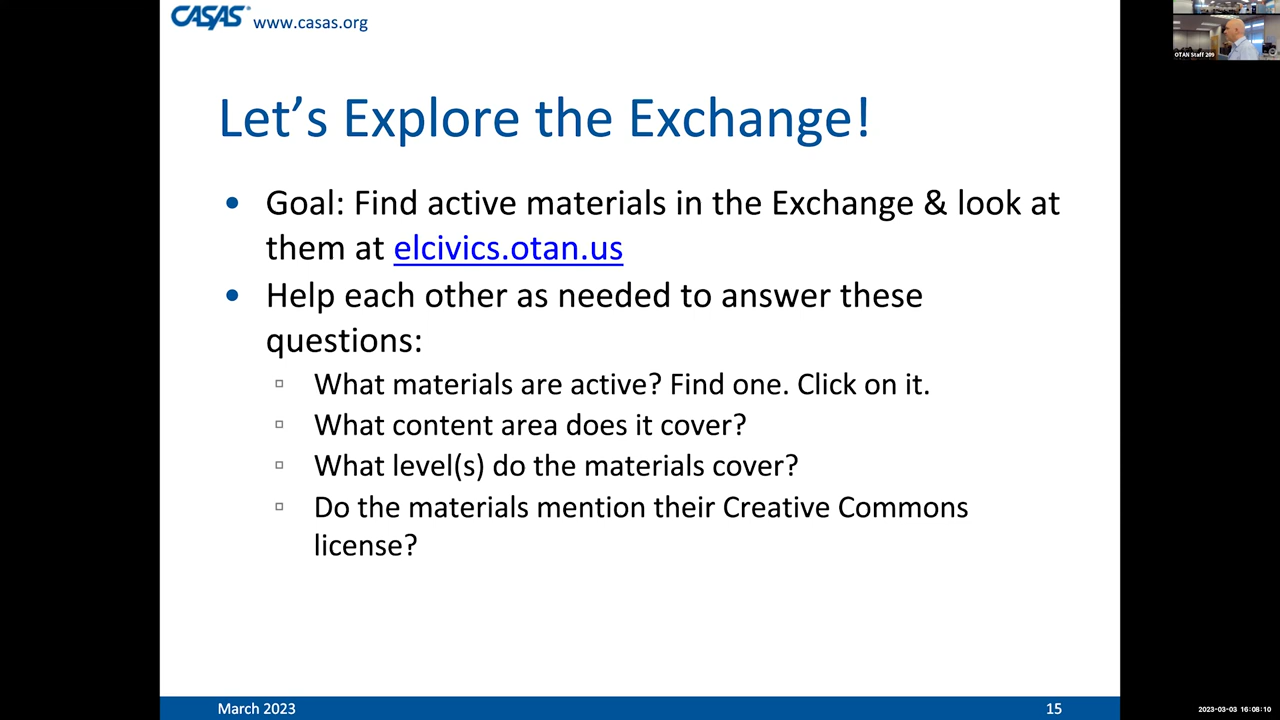 CASAS www.casas.org
OTAN Staff 209
Let's Explore the Exchange!
• Goal: Find active materials in the Exchange & look at
them at elcivics.otan.us
• Help each other as needed to answer these
questions:
▫ What materials are active? Find one. Click on it.
▫ What content area does it cover?
▫ What level(s) do the materials cover?
▫ Do the materials mention their Creative Commons
license?
March 2023 15
2023-03-03 16:08:10